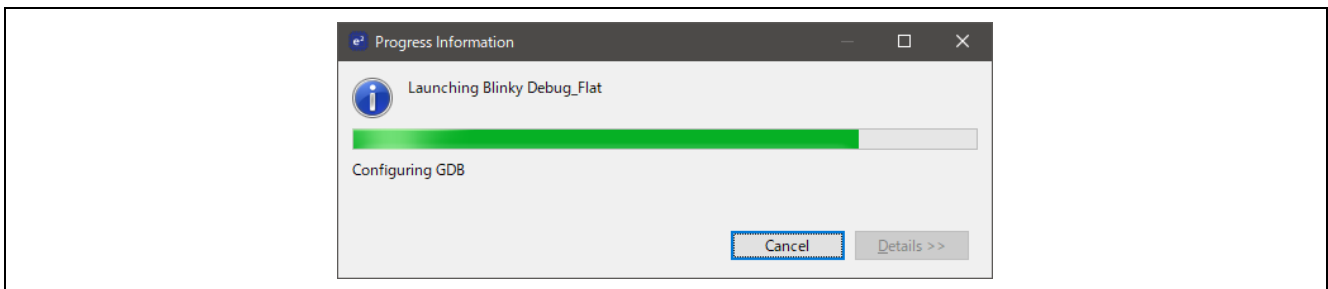 e² Progress Information
Launching Blinky Debug_Flat
Configuring GDB
Cancel
Details >>